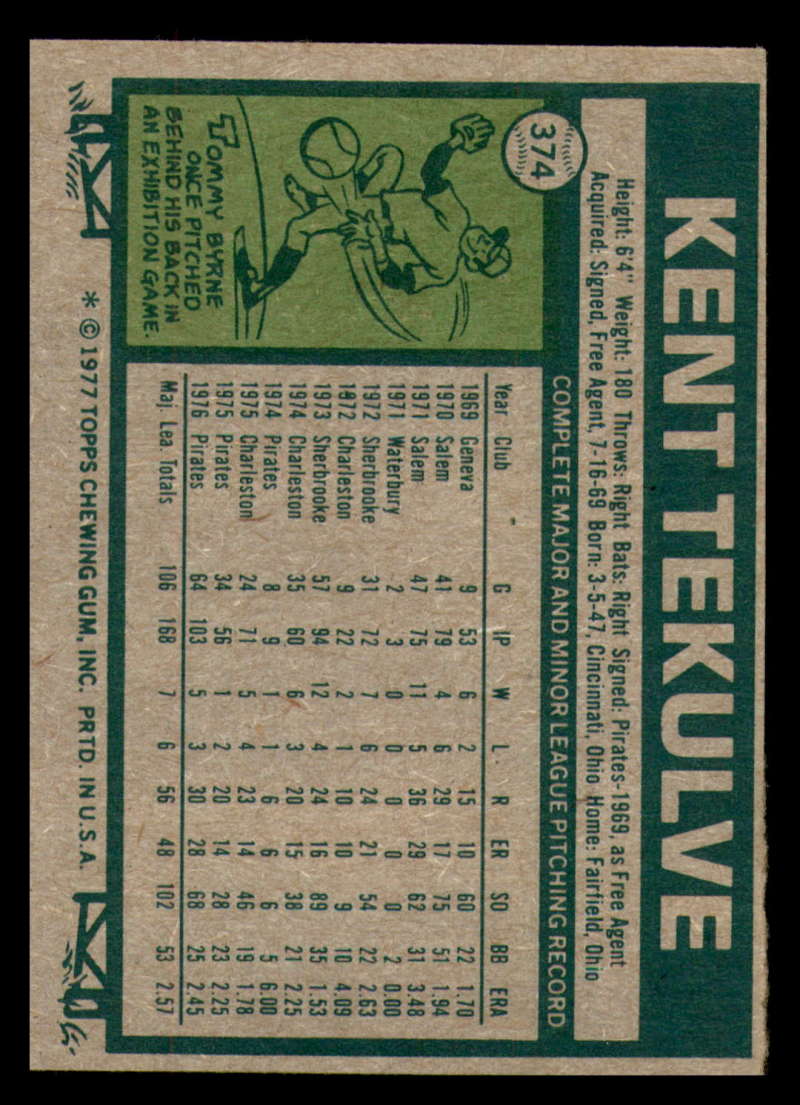 KENT TEKULVE
374
Height: 6'4" Weight: 180 Throws: Right Bats: Right Signed: Pirates-1969, as Free Agent
Acquired: Signed, Free Agent, 7-16-69 Born: 3-5-47, Cincinnati, Ohio Home: Fairfield, Ohio
TOMMY BYRNE
ONCE PITCHED
BEHIND HIS BACK IN
AN EXHIBITION GAME.
COMPLETE MAJOR AND MINOR LEAGUE PITCHING RECORD
Year Club G IP W L R ER SO BB ERA
1969 Geneva 9 53 6 2 15 10 60 22 1.70
1970 Salem 41 79 4 6 29 17 75 51 1.94
1971 Salem 47 75 11 5 36 29 62 31 3.48
1971 Waterbury 2 3 0 0 0 0 0 2 0.00
1972 Sherbrooke 31 72 7 6 24 21 54 22 2.63
1972 Charleston 9 22 2 1 10 10 9 10 4.09
1973 Sherbrooke 57 94 12 4 24 16 89 35 1.53
1974 Charleston 35 60 6 3 20 15 38 21 2.25
1974 Pirates 8 9 1 1 6 6 6 5 6.00
1975 Charleston 24 71 5 4 23 14 46 19 1.78
1975 Pirates 34 56 1 2 20 14 28 23 2.25
1976 Pirates 64 103 5 3 30 28 68 25 2.45
Maj. Lea. Totals 106 168 7 6 56 48 102 53 2.57
* © 1977 TOPPS CHEWING GUM, INC. PRTD. IN U.S.A.